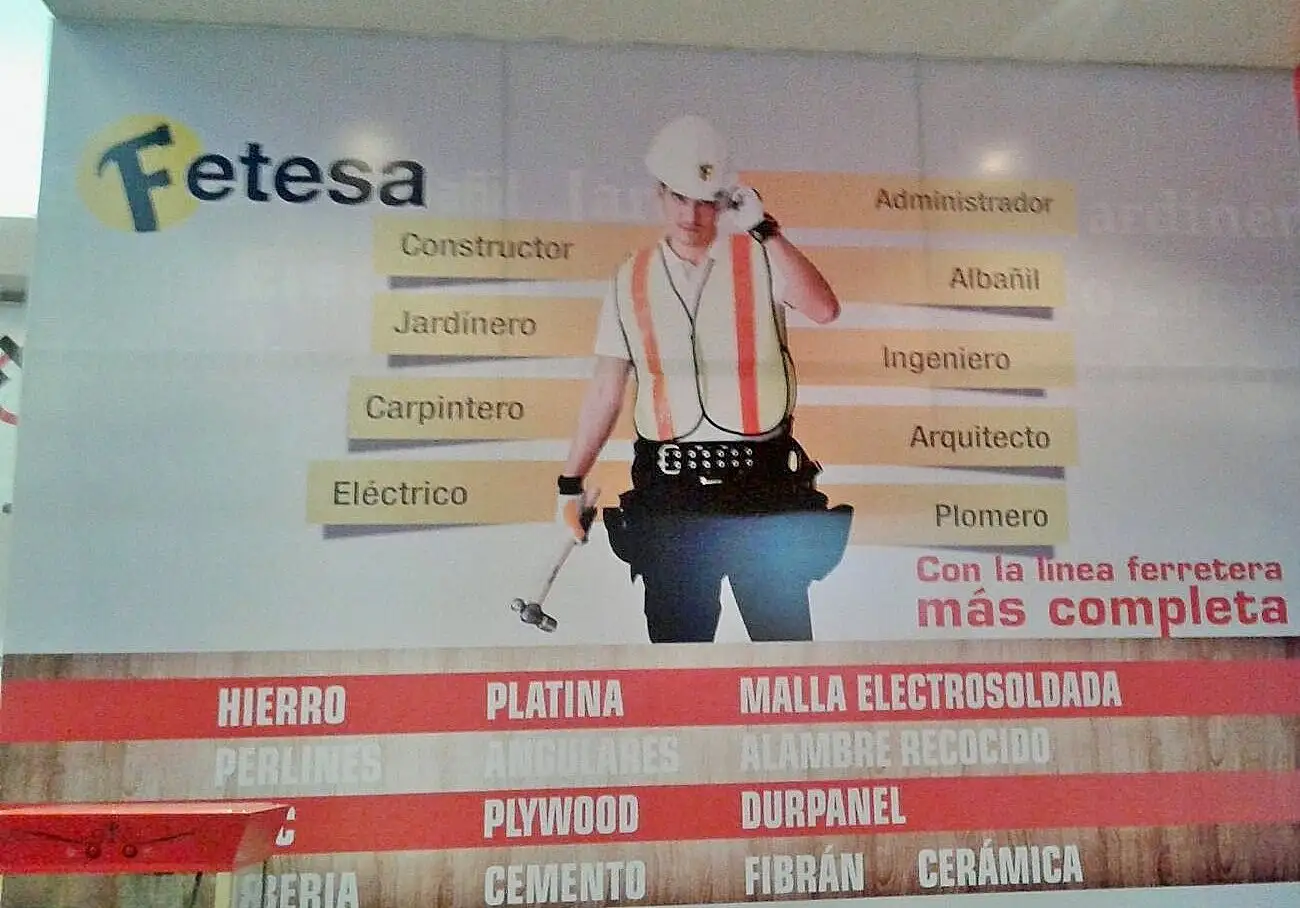 Fetesa
Constructor
Jardínero
Carpintero
Eléctrico
Administrador
Albañil
Ingeniero
Arquitecto
Plomero
Con la linea ferretera
más completa
HIERRO PLATINA MALLA ELECTROSOLDADA
PERLINES ANGULARES ALAMBRE RECOCIDO
PLYWOOD DURPANEL
CEMENTO FIBRÁN CERÁMICA